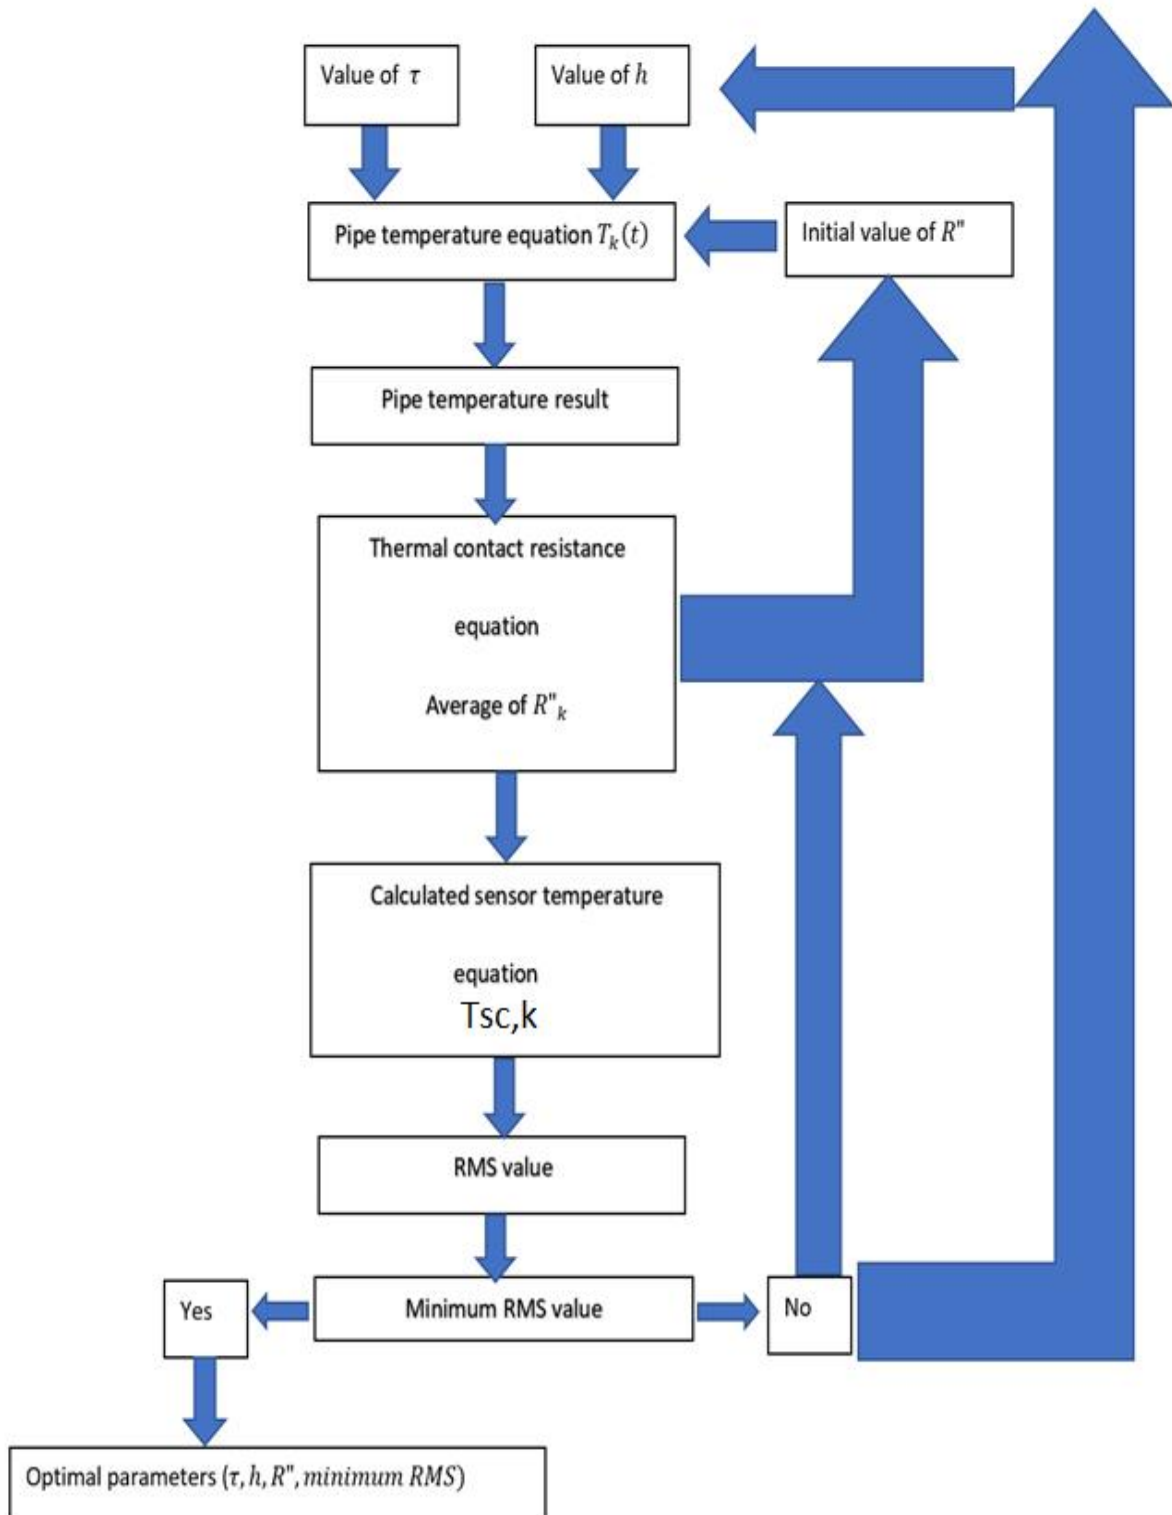 Value of τ
Value of h
Pipe temperature equation T_k(t)
Initial value of R"
Pipe temperature result
Thermal contact resistance
equation
Average of R"_k
Calculated sensor temperature
equation
Tsc,k
RMS value
Yes
Minimum RMS value
No
Optimal parameters (τ, h, R", minimum RMS)